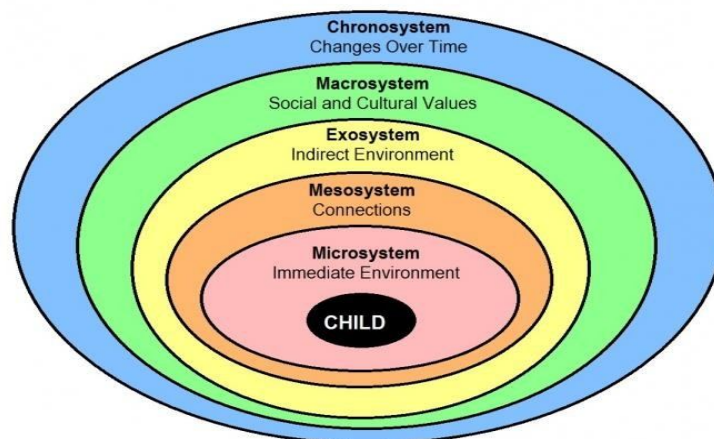 Chronosystem
Changes Over Time
Macrosystem
Social and Cultural Values
Exosystem
Indirect Environment
Mesosystem
Connections
Microsystem
Immediate Environment
CHILD